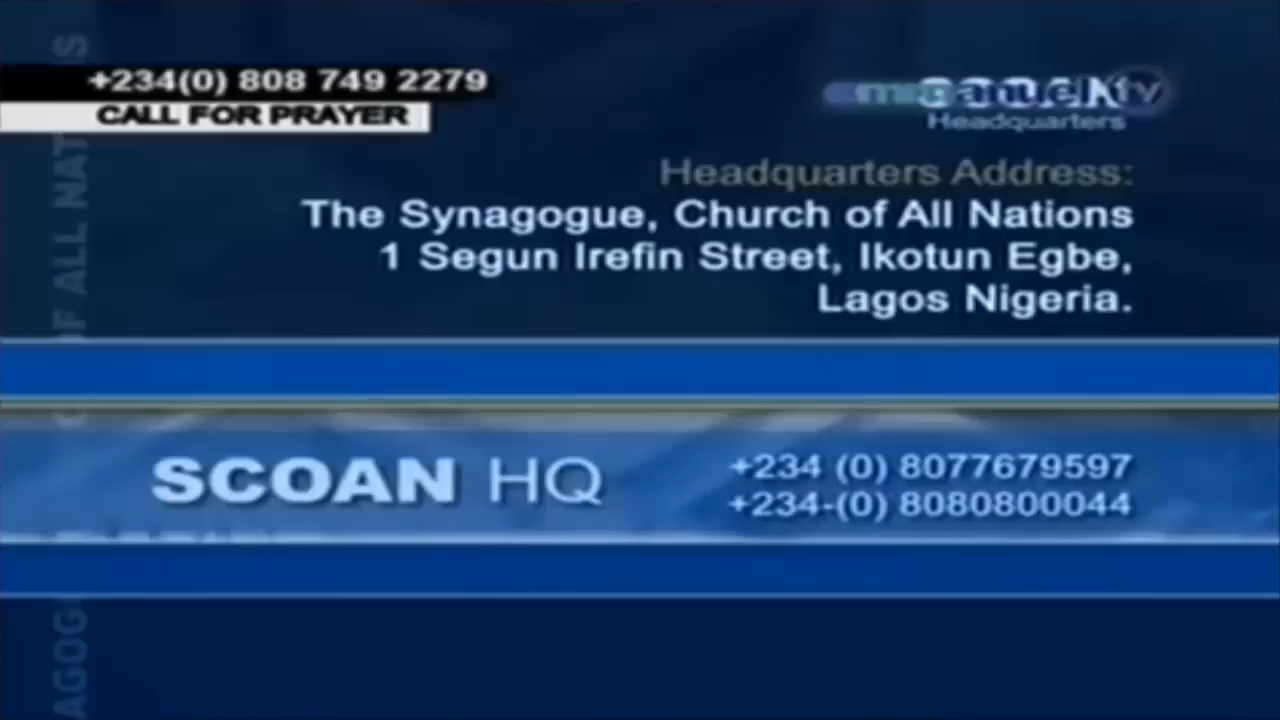 +234(0) 808 749 2279
CALL FOR PRAYER
Headquarters
Headquarters Address:
The Synagogue, Church of All Nations
1 Segun Irefin Street, Ikotun Egbe,
Lagos Nigeria.
SCOAN HQ
+234 (0) 8077679597
+234-(0) 8080800044